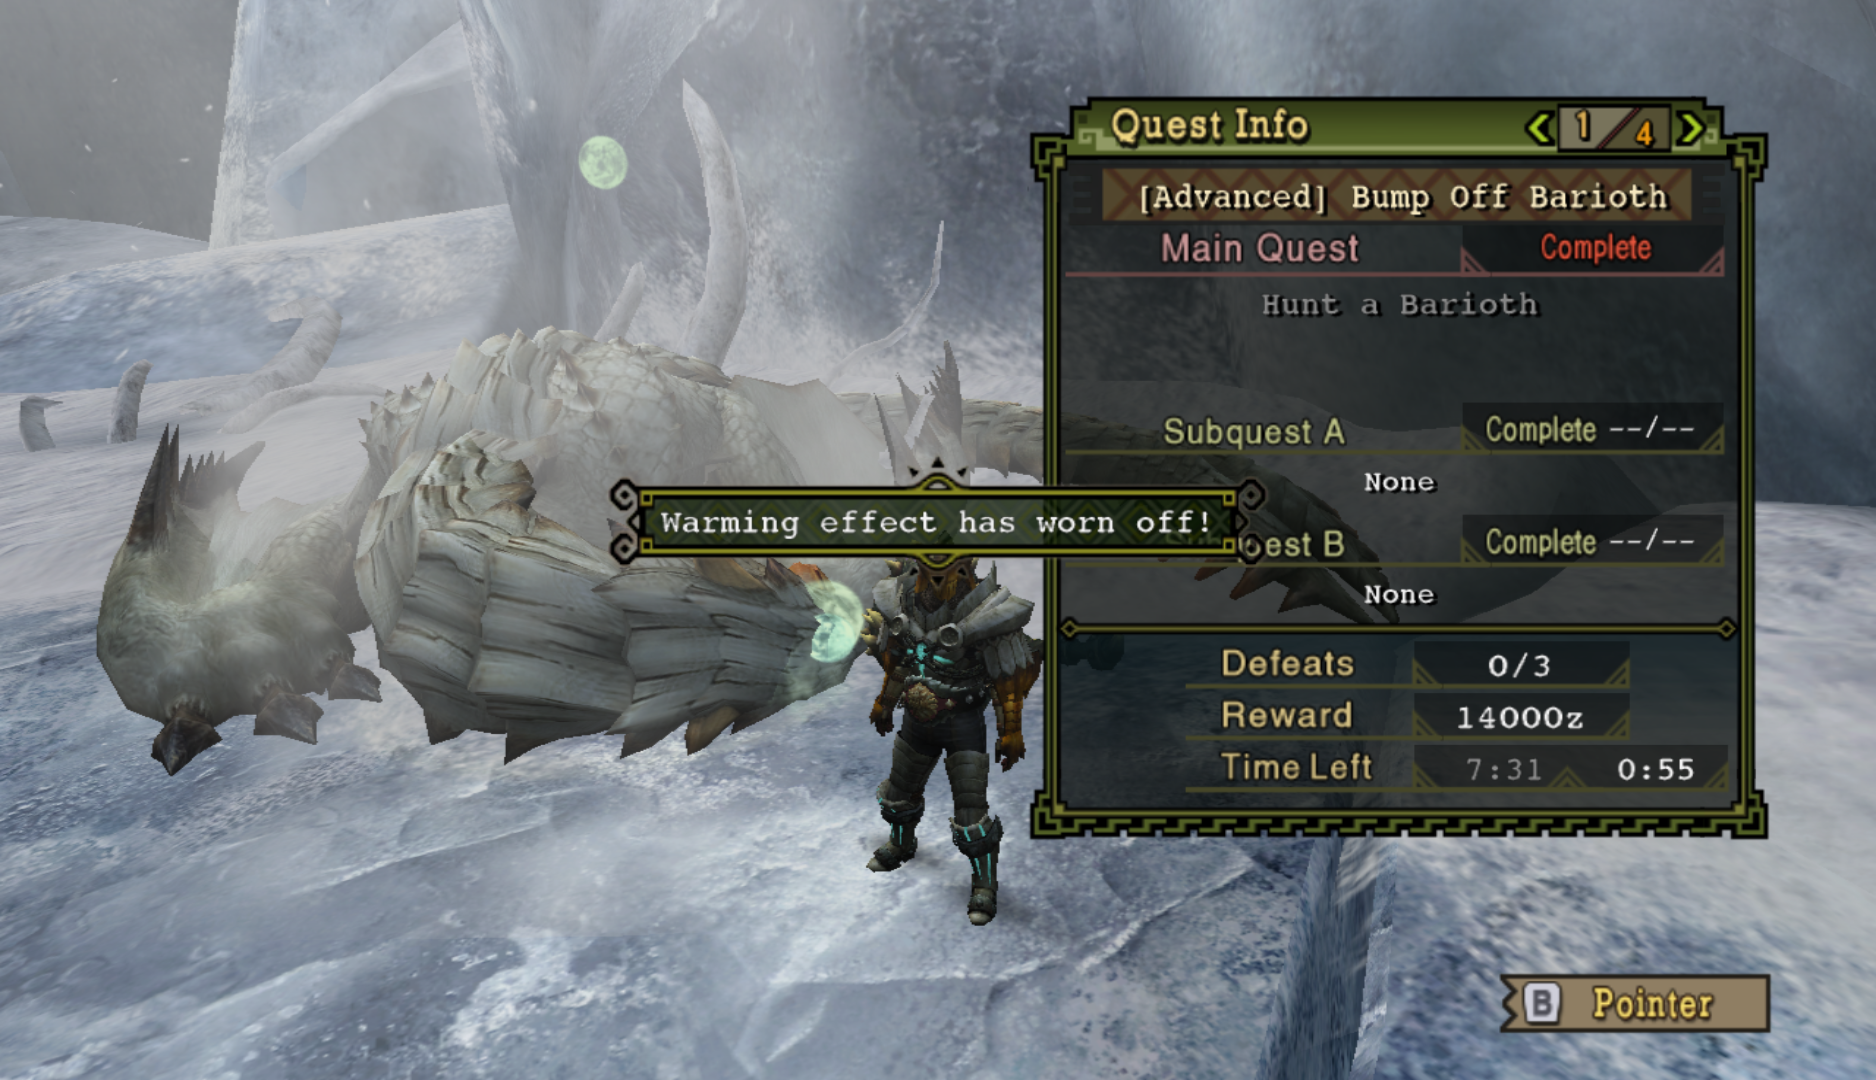 Quest Info
1/4
[Advanced] Bump Off Barioth
Main Quest Complete
Hunt a Barioth
Subquest A Complete --/--
None
Warming effect has worn off!
uest B Complete --/--
None
Defeats 0/3
Reward 14000z
Time Left 7:31 0:55
B Pointer